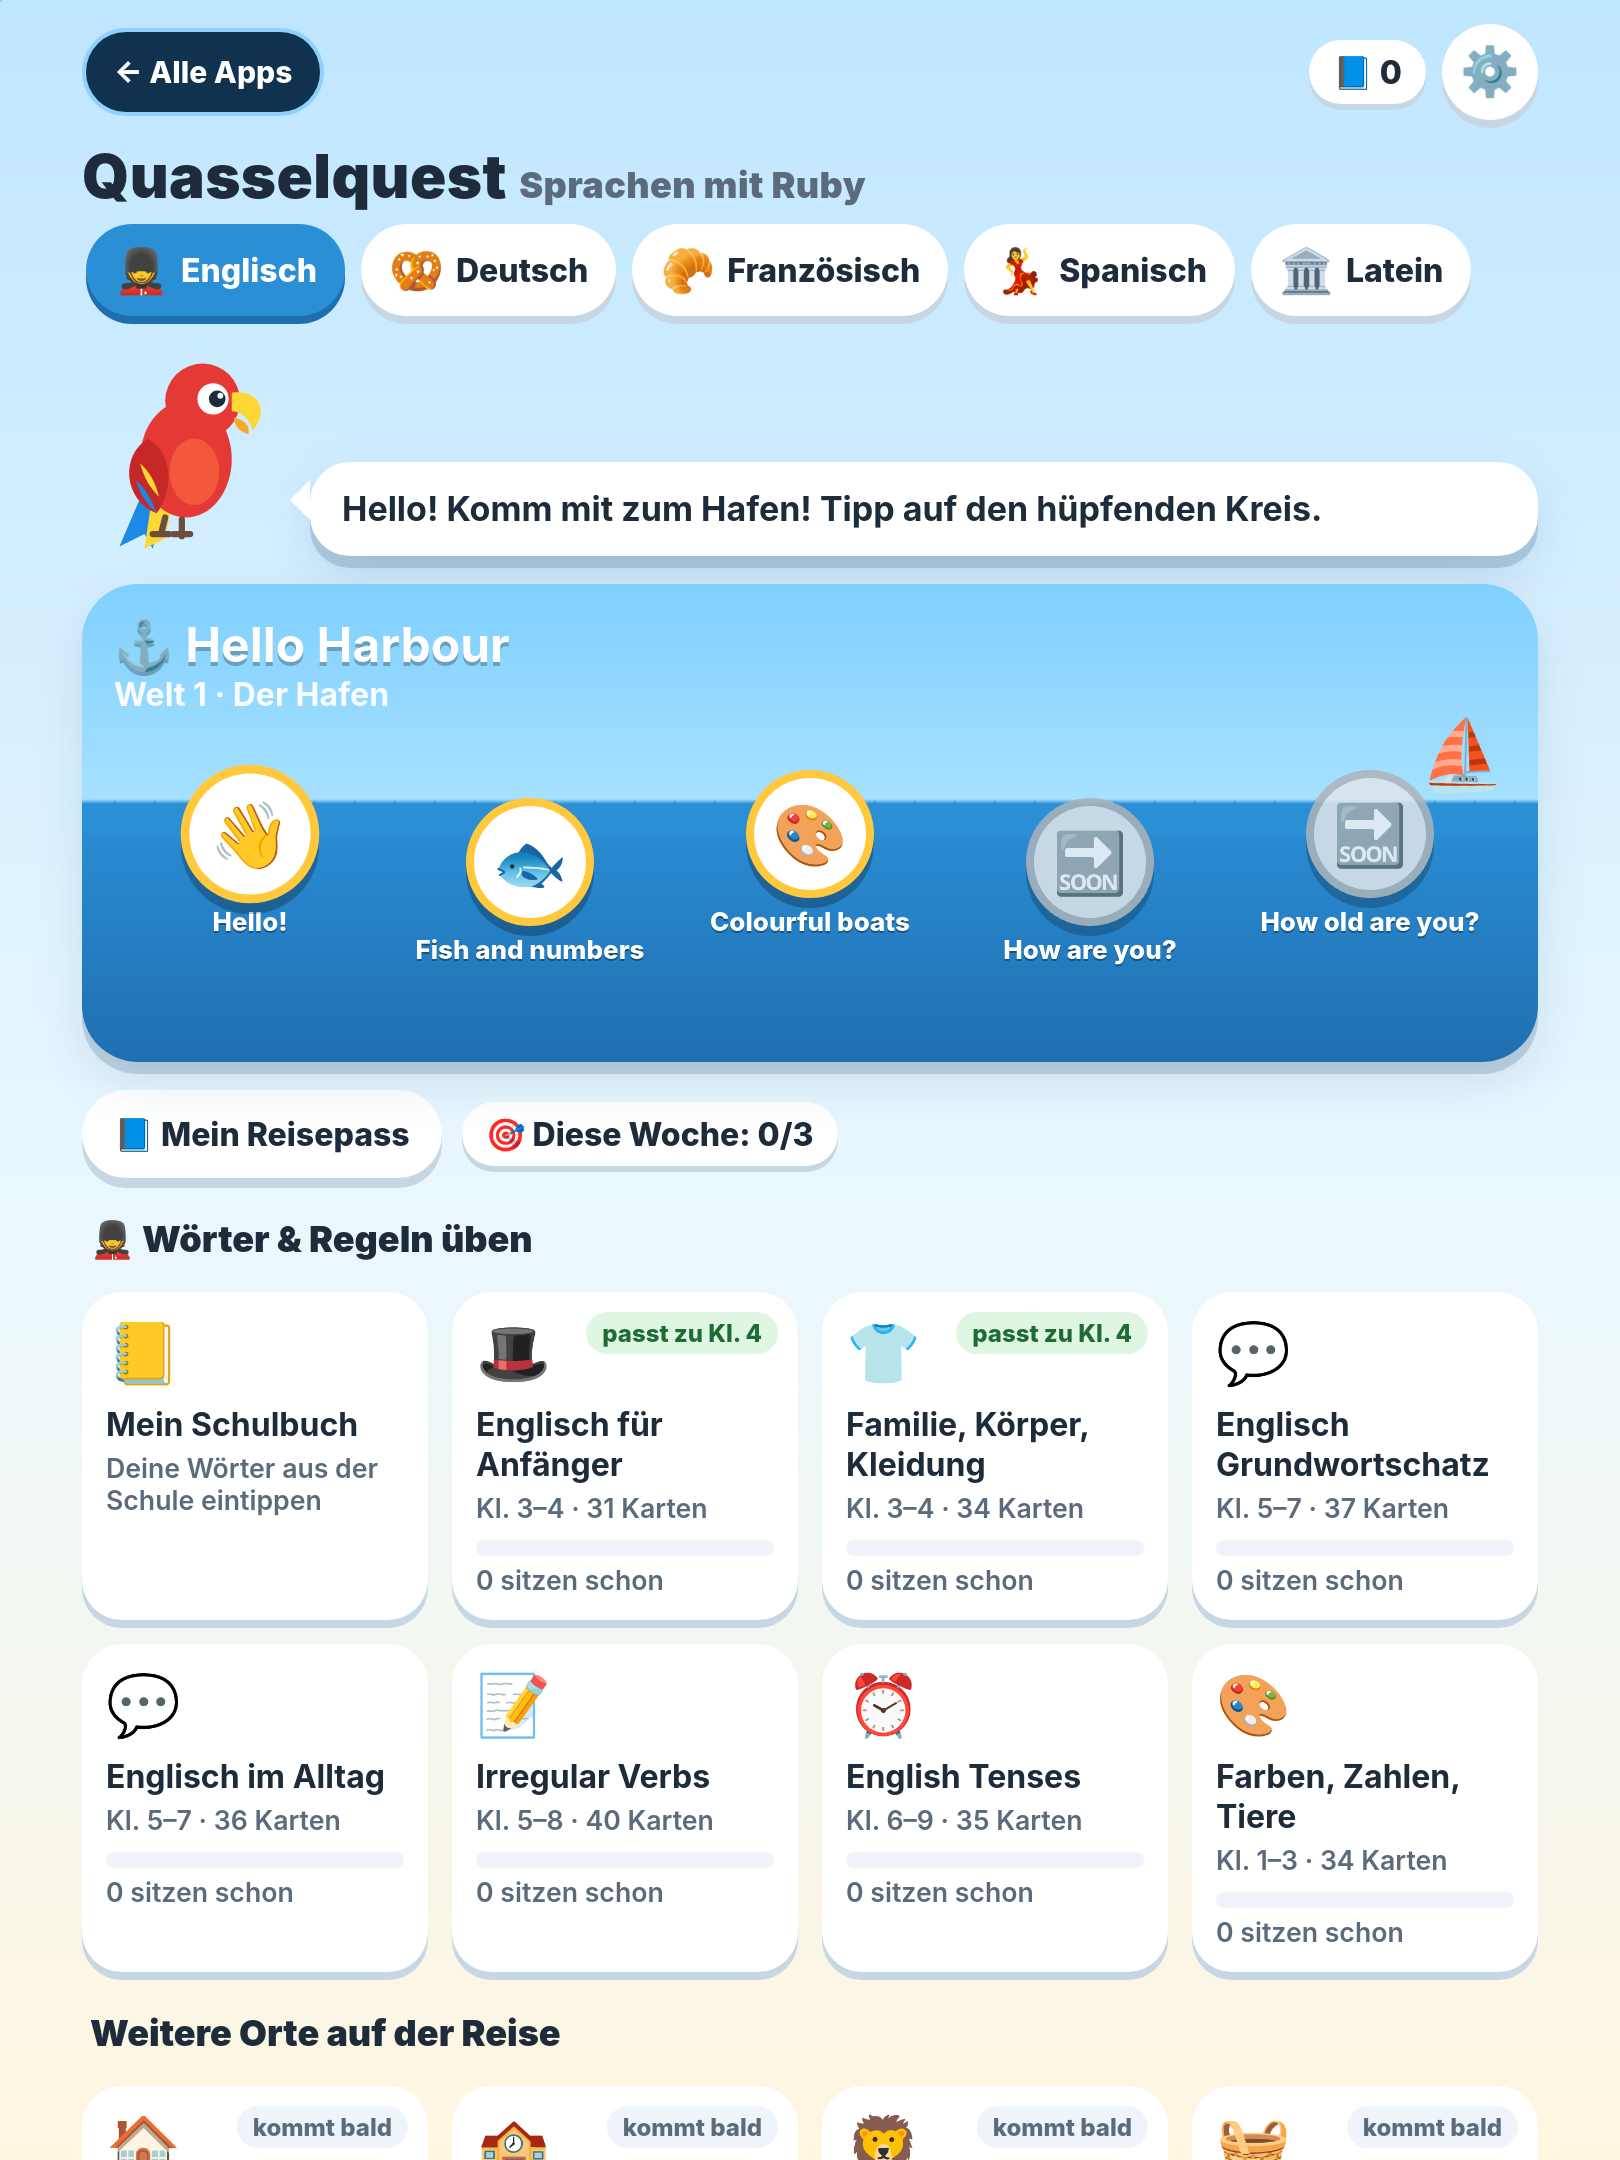 ← Alle Apps
0
Quasselquest Sprachen mit Ruby
Englisch
Deutsch
Französisch
Spanisch
Latein
Hello! Komm mit zum Hafen! Tipp auf den hüpfenden Kreis.
Hello Harbour
Welt 1 · Der Hafen
SOON
SOON
Hello!
Fish and numbers
Colourful boats
How are you?
How old are you?
Mein Reisepass
Diese Woche: 0/3
Wörter & Regeln üben
Mein Schulbuch
Deine Wörter aus der
Schule eintippen
passt zu Kl. 4
Englisch für
Anfänger
Kl. 3–4 · 31 Karten
0 sitzen schon
passt zu Kl. 4
Familie, Körper,
Kleidung
Kl. 3–4 · 34 Karten
0 sitzen schon
Englisch
Grundwortschatz
Kl. 5–7 · 37 Karten
0 sitzen schon
Englisch im Alltag
Kl. 5–7 · 36 Karten
0 sitzen schon
Irregular Verbs
Kl. 5–8 · 40 Karten
0 sitzen schon
English Tenses
Kl. 6–9 · 35 Karten
0 sitzen schon
Farben, Zahlen,
Tiere
Kl. 1–3 · 34 Karten
0 sitzen schon
Weitere Orte auf der Reise
kommt bald
kommt bald
kommt bald
kommt bald